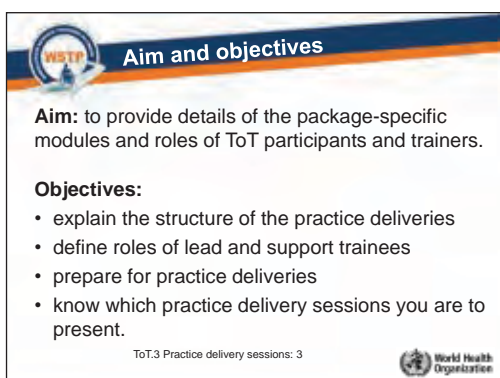 WSTP
Aim and objectives
Aim: to provide details of the package-specific
modules and roles of ToT participants and trainers.
Objectives:
• explain the structure of the practice deliveries
• define roles of lead and support trainees
• prepare for practice deliveries
• know which practice delivery sessions you are to
present.
ToT.3 Practice delivery sessions: 3
World Health
Organization